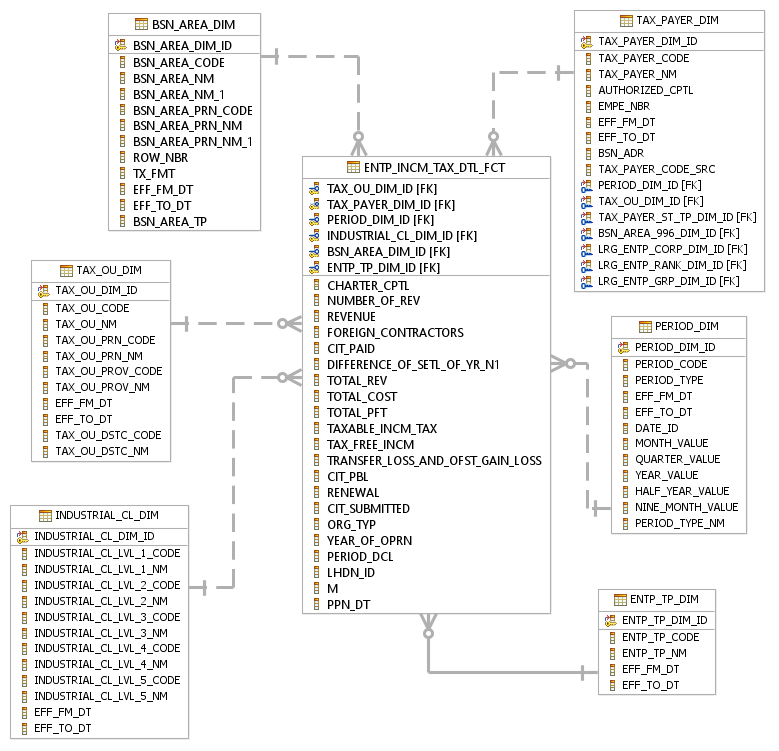 BSN_AREA_DIM
BSN_AREA_DIM_ID
BSN_AREA_CODE
BSN_AREA_NM
BSN_AREA_NM_1
BSN_AREA_PRN_CODE
BSN_AREA_PRN_NM
BSN_AREA_PRN_NM_1
ROW_NBR
TX_FMT
EFF_FM_DT
EFF_TO_DT
BSN_AREA_TP
TAX_PAYER_DIM
TAX_PAYER_DIM_ID
TAX_PAYER_CODE
TAX_PAYER_NM
AUTHORIZED_CPTL
EMPE_NBR
EFF_FM_DT
EFF_TO_DT
BSN_ADR
TAX_PAYER_CODE_SRC
PERIOD_DIM_ID [FK]
TAX_OU_DIM_ID [FK]
TAX_PAYER_ST_TP_DIM_ID [FK]
BSN_AREA_996_DIM_ID [FK]
LRG_ENTP_CORP_DIM_ID [FK]
LRG_ENTP_RANK_DIM_ID [FK]
LRG_ENTP_GRP_DIM_ID [FK]
ENTP_INCM_TAX_DTL_FCT
TAX_OU_DIM_ID [FK]
TAX_PAYER_DIM_ID [FK]
PERIOD_DIM_ID [FK]
INDUSTRIAL_CL_DIM_ID [FK]
BSN_AREA_DIM_ID [FK]
ENTP_TP_DIM_ID [FK]
CHARTER_CPTL
NUMBER_OF_REV
REVENUE
FOREIGN_CONTRACTORS
CIT_PAID
DIFFERENCE_OF_SETL_OF_YR_N1
TOTAL_REV
TOTAL_COST
TOTAL_PFT
TAXABLE_INCM_TAX
TAX_FREE_INCM
TRANSFER_LOSS_AND_OFST_GAIN_LOSS
CIT_PBL
RENEWAL
CIT_SUBMITTED
ORG_TYP
YEAR_OF_OPRN
PERIOD_DCL
LHDN_ID
M
PPN_DT
TAX_OU_DIM
TAX_OU_DIM_ID
TAX_OU_CODE
TAX_OU_NM
TAX_OU_PRN_CODE
TAX_OU_PRN_NM
TAX_OU_PROV_CODE
TAX_OU_PROV_NM
EFF_FM_DT
EFF_TO_DT
TAX_OU_DSTC_CODE
TAX_OU_DSTC_NM
PERIOD_DIM
PERIOD_DIM_ID
PERIOD_CODE
PERIOD_TYPE
EFF_FM_DT
EFF_TO_DT
DATE_ID
MONTH_VALUE
QUARTER_VALUE
YEAR_VALUE
HALF_YEAR_VALUE
NINE_MONTH_VALUE
PERIOD_TYPE_NM
INDUSTRIAL_CL_DIM
INDUSTRIAL_CL_DIM_ID
INDUSTRIAL_CL_LVL_1_CODE
INDUSTRIAL_CL_LVL_1_NM
INDUSTRIAL_CL_LVL_2_CODE
INDUSTRIAL_CL_LVL_2_NM
INDUSTRIAL_CL_LVL_3_CODE
INDUSTRIAL_CL_LVL_3_NM
INDUSTRIAL_CL_LVL_4_CODE
INDUSTRIAL_CL_LVL_4_NM
INDUSTRIAL_CL_LVL_5_CODE
INDUSTRIAL_CL_LVL_5_NM
EFF_FM_DT
EFF_TO_DT
ENTP_TP_DIM
ENTP_TP_DIM_ID
ENTP_TP_CODE
ENTP_TP_NM
EFF_FM_DT
EFF_TO_DT